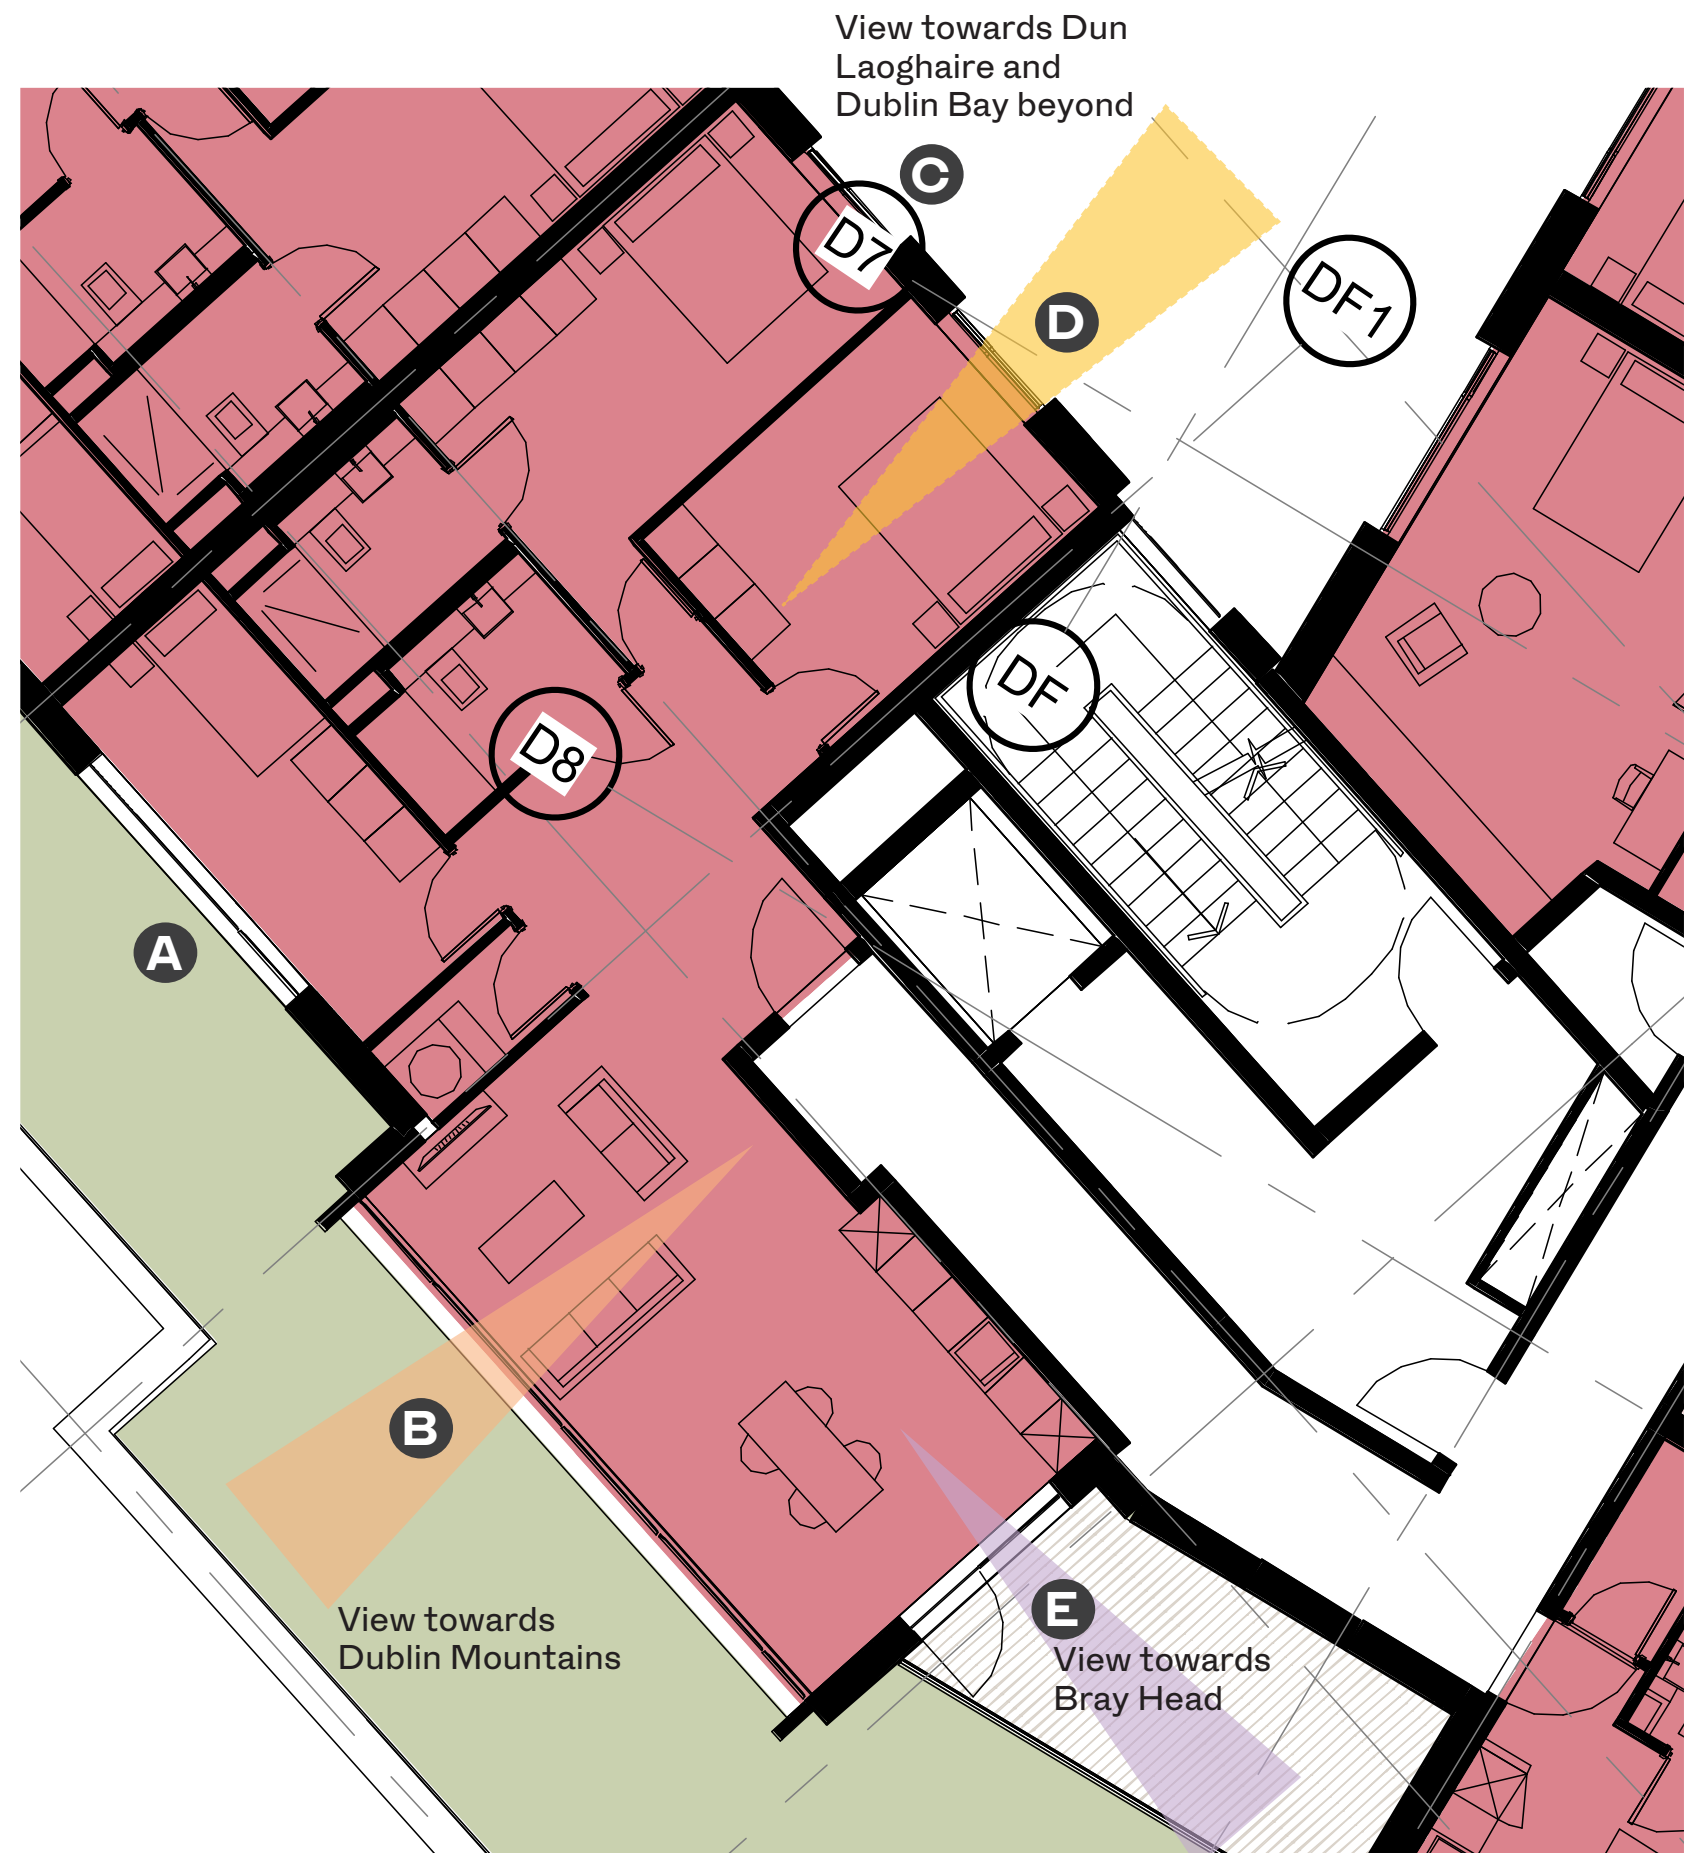 View towards Dun
Laoghaire and
Dublin Bay beyond
C
D7
DF1
D
DF
D8
A
B
View towards
Dublin Mountains
E
View towards
Bray Head